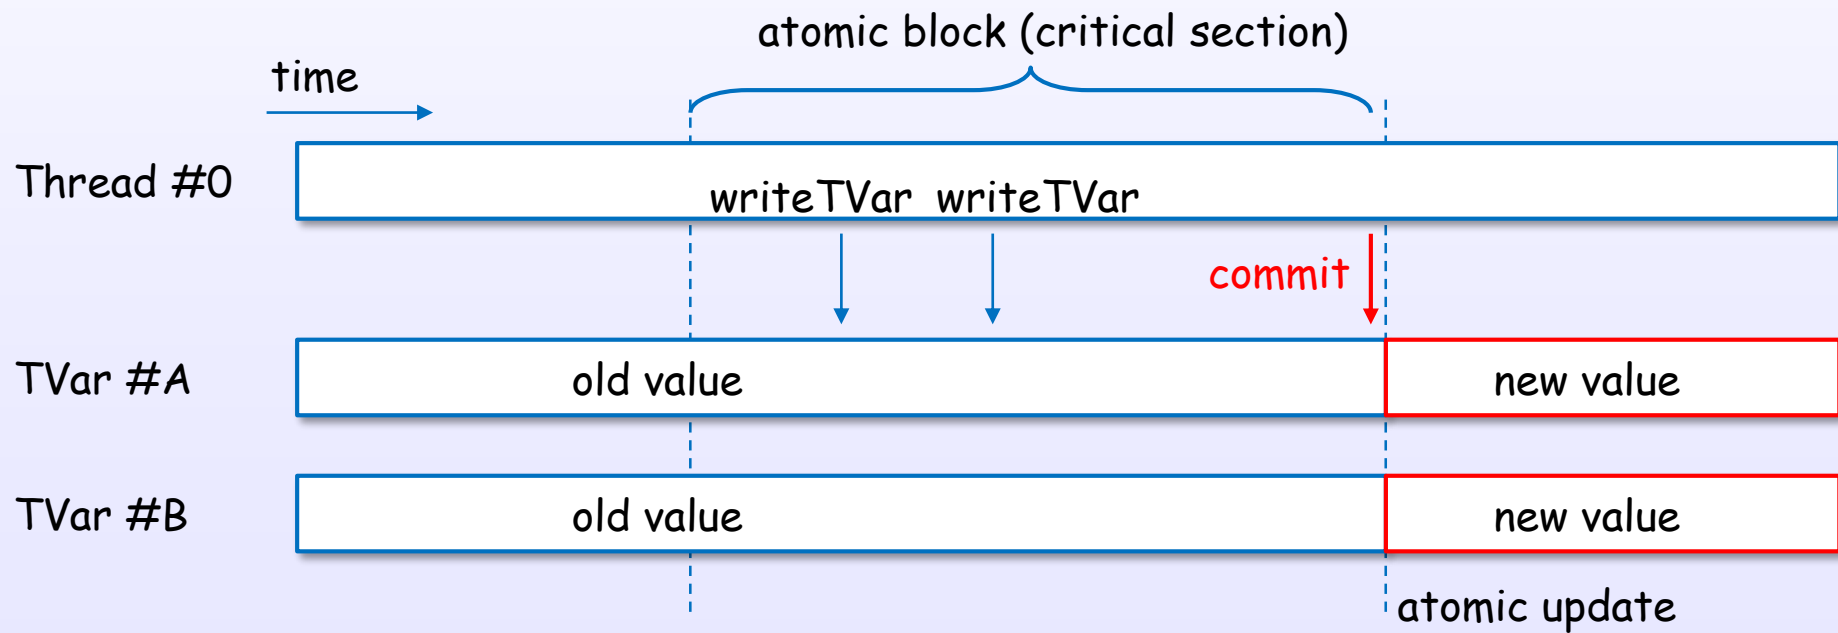 atomic block (critical section)
time
Thread #0
writeTVar writeTVar
commit
TVar #A
old value
new value
TVar #B
old value
new value
atomic update